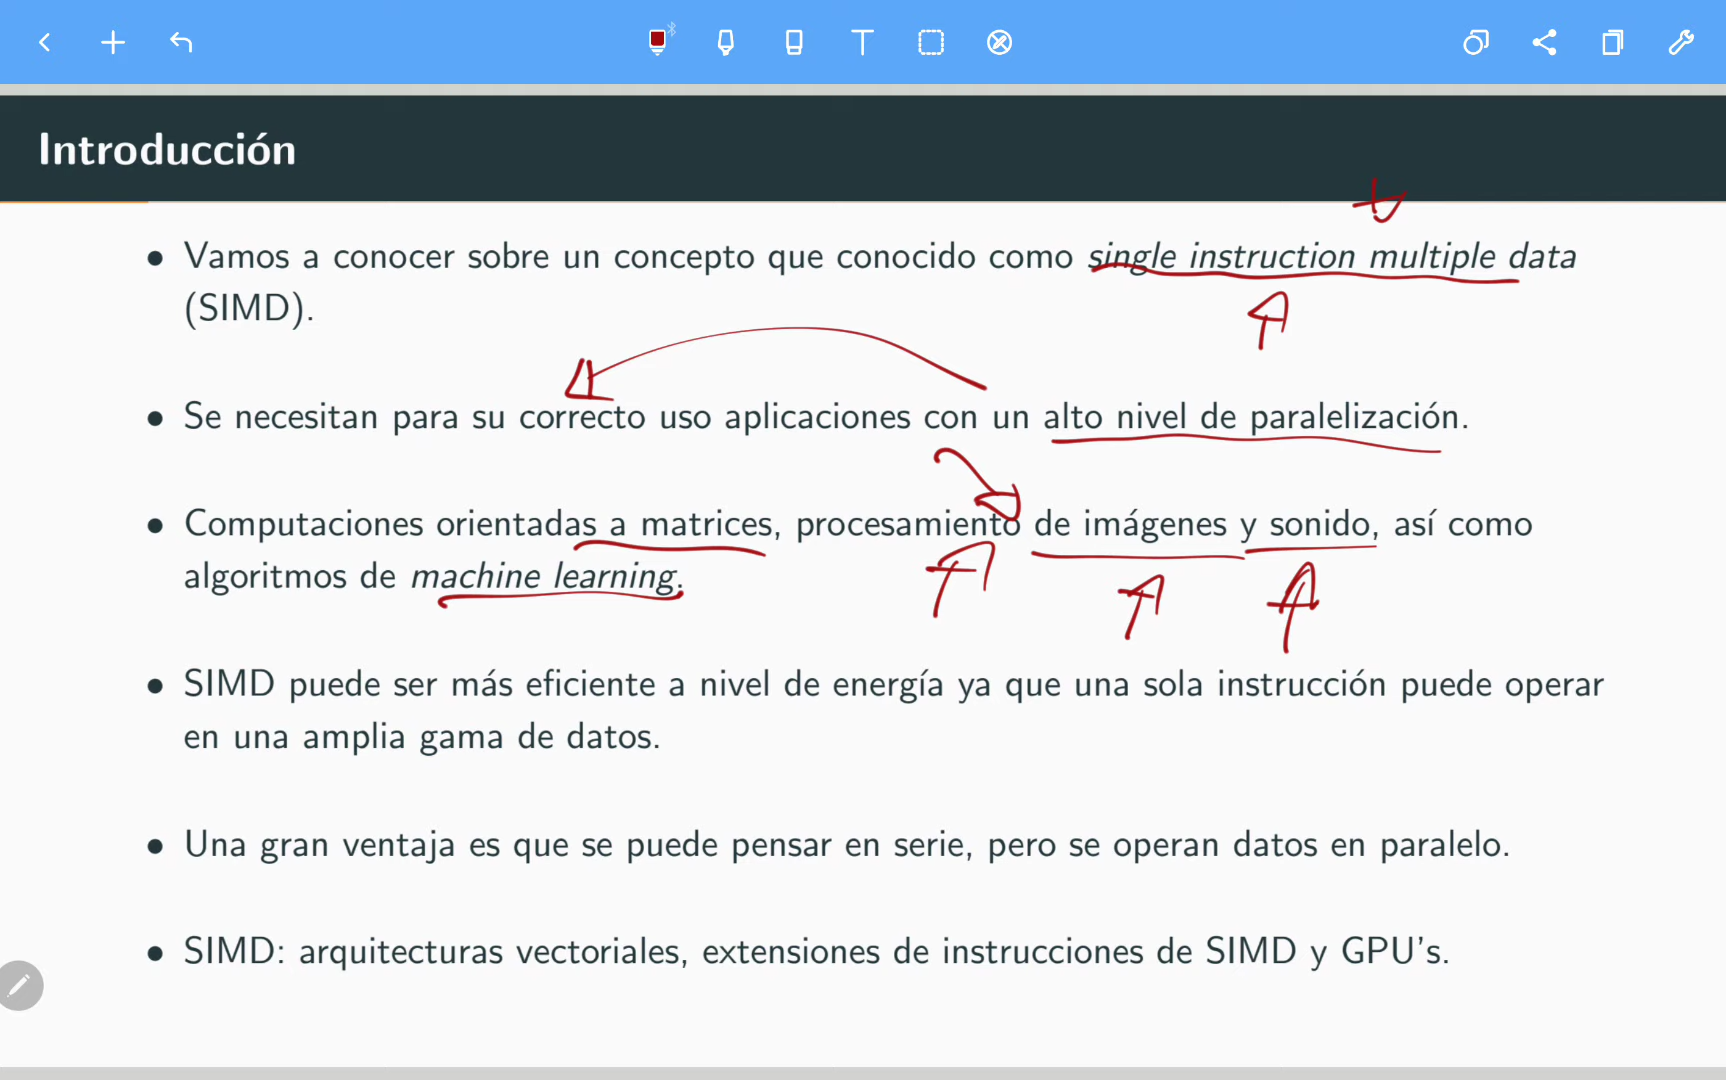 Introducción
• Vamos a conocer sobre un concepto que conocido como single instruction multiple data
(SIMD).
• Se necesitan para su correcto uso aplicaciones con un alto nivel de paralelización.
• Computaciones orientadas a matrices, procesamiento de imágenes y sonido, así como
algoritmos de machine learning.
• SIMD puede ser más eficiente a nivel de energía ya que una sola instrucción puede operar
en una amplia gama de datos.
• Una gran ventaja es que se puede pensar en serie, pero se operan datos en paralelo.
• SIMD: arquitecturas vectoriales, extensiones de instrucciones de SIMD y GPU's.